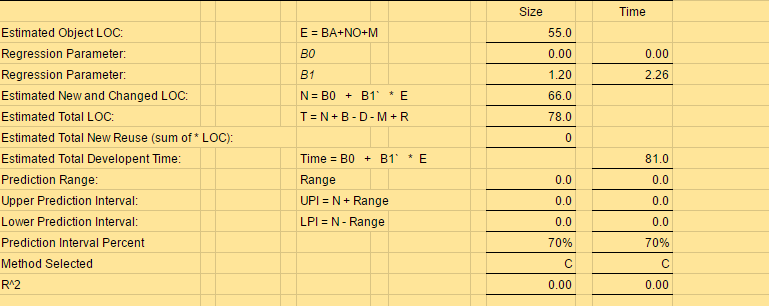 Size Time
Estimated Object LOC: E = BA+NO+M 55.0
Regression Parameter: B0 0.00 0.00
Regression Parameter: B1 1.20 2.26
Estimated New and Changed LOC: N = B0 + B1` * E 66.0
Estimated Total LOC: T = N + B - D - M + R 78.0
Estimated Total New Reuse (sum of * LOC): 0
Estimated Total Developent Time: Time = B0 + B1` * E 81.0
Prediction Range: Range 0.0 0.0
Upper Prediction Interval: UPI = N + Range 0.0 0.0
Lower Prediction Interval: LPI = N - Range 0.0 0.0
Prediction Interval Percent 70% 70%
Method Selected C C
R^2 0.00 0.00